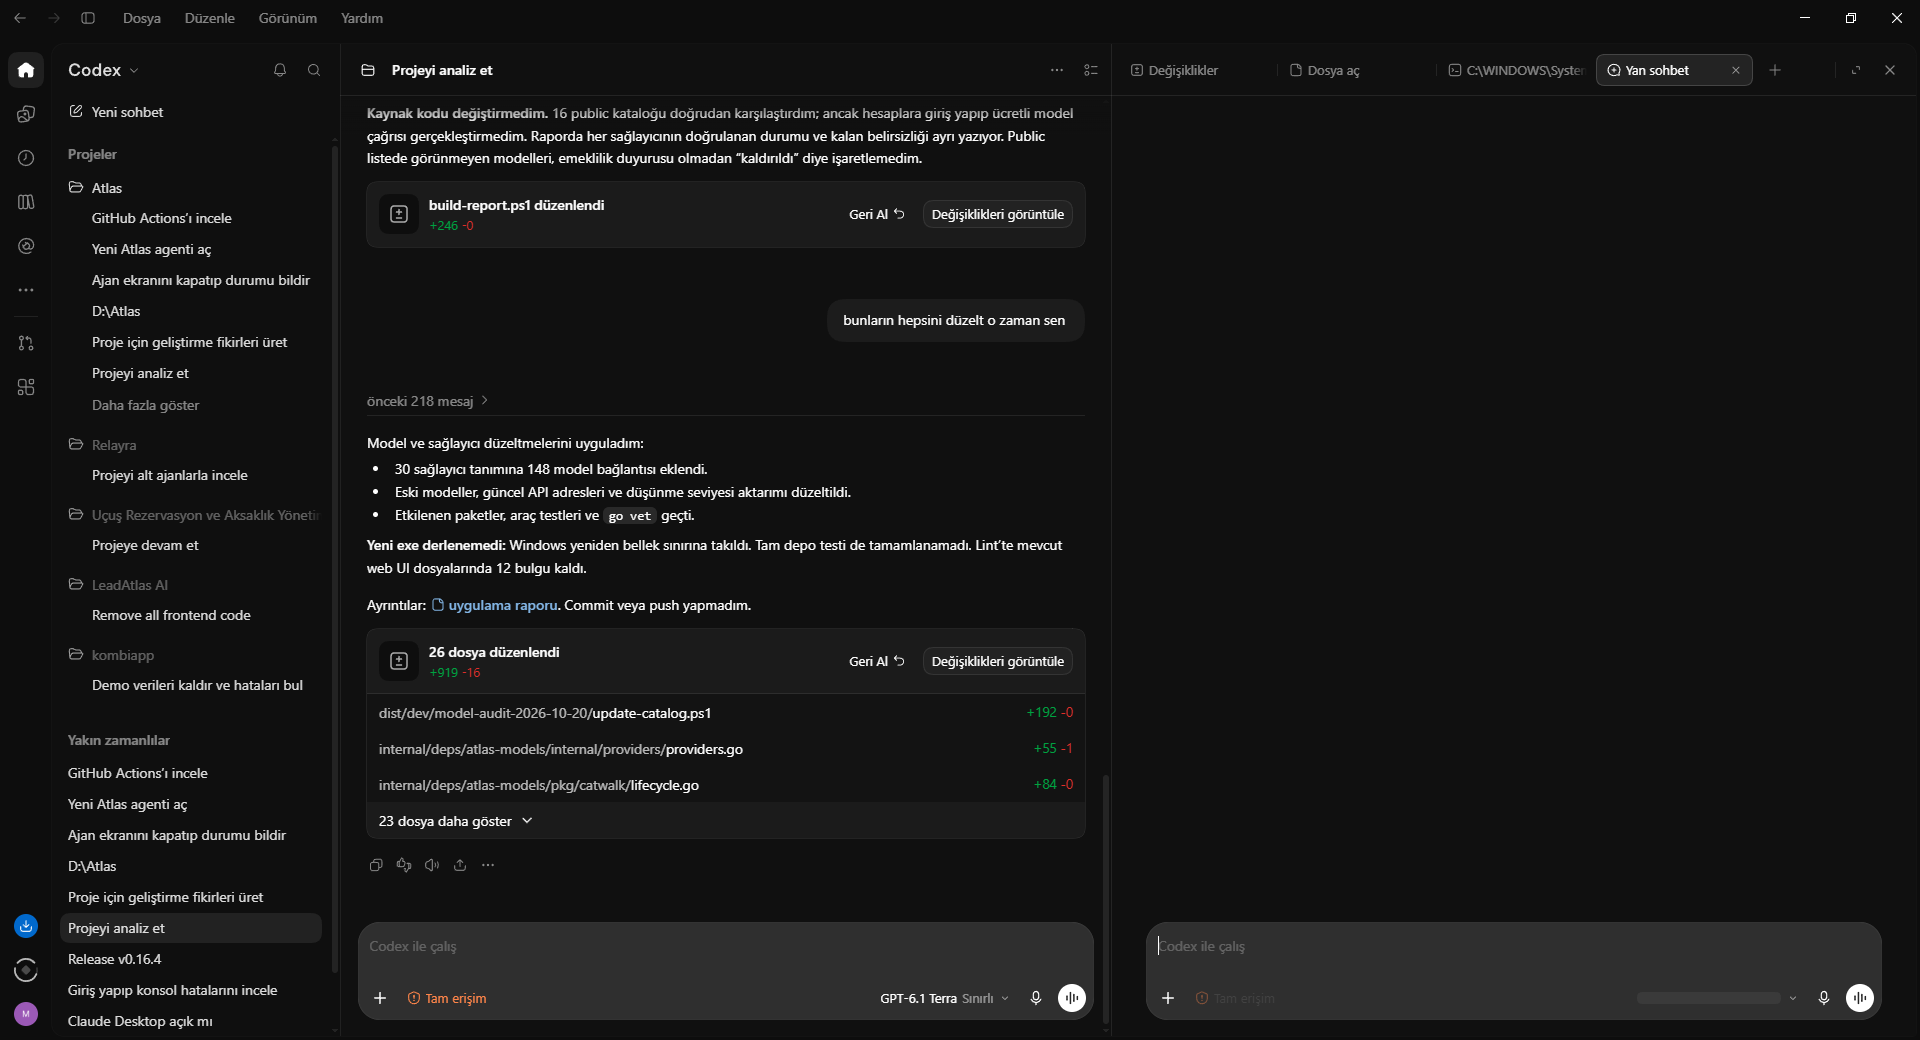 Dosya Düzenle Görünüm Yardım
Codex
Yeni sohbet
Projeler
Atlas
GitHub Actions'ı incele
Yeni Atlas agenti aç
Ajan ekranını kapatıp durumu bildir
D:\Atlas
Proje için geliştirme fikirleri üret
Projeyi analiz et
Daha fazla göster
Relayra
Projeyi alt ajanlarla incele
Uçuş Rezervasyon ve Aksaklık
Projeye devam et
LeadAtlas AI
Remove all frontend code
kombiapp
Demo verileri kaldır ve hataları bul
Yakın zamanlılar
GitHub Actions'ı incele
Yeni Atlas agenti aç
Ajan ekranını kapatıp durumu bildir
D:\Atlas
Proje için geliştirme fikirleri üret
Projeyi analiz et
Release v0.16.4
Giriş yapıp konsol hatalarını incele
Claude Desktop açık mı
M
Projeyi analiz et
Kaynak kodu değiştirmedim. 16 public kataloğu doğrudan karşılaştırdım; ancak hesaplara giriş yapıp ücretli model
çağrısı gerçekleştirmedim. Raporda her sağlayıcının doğrulanan durumu ve kalan belirsizliği ayrı yazıyor. Public
listede görünmeyen modelleri, emeklilik duyurusu olmadan “kaldırıldı” diye işaretlemedim.
build-report.ps1 düzenlendi
+246 -0
Geri Al
Değişiklikleri görüntüle
bunların hepsini düzelt o zaman sen
önceki 218 mesaj
Model ve sağlayıcı düzeltmelerini uyguladım:
• 30 sağlayıcı tanımına 148 model bağlantısı eklendi.
• Eski modeller, güncel API adresleri ve düşünme seviyesi aktarımı düzeltildi.
• Etkilenen paketler, araç testleri ve go vet geçti.
Yeni exe derlenemedi: Windows yeniden bellek sınırına takıldı. Tam depo testi de tamamlanamadı. Lint'te mevcut
web UI dosyalarında 12 bulgu kaldı.
Ayrıntılar: uygulama raporu. Commit veya push yapmadım.
26 dosya düzenlendi
+919 -16
Geri Al
Değişiklikleri görüntüle
dist/dev/model-audit-2026-10-20/update-catalog.ps1 +192 -0
internal/deps/atlas-models/internal/providers/providers.go +55 -1
internal/deps/atlas-models/pkg/catwalk/lifecycle.go +84 -0
23 dosya daha göster
Codex ile çalış
Tam erişim
GPT-6.1 Terra Sınırlı
Değişiklikler
Dosya aç
C:\WINDOWS\System
Yan sohbet
Codex ile çalış
Tam erişim